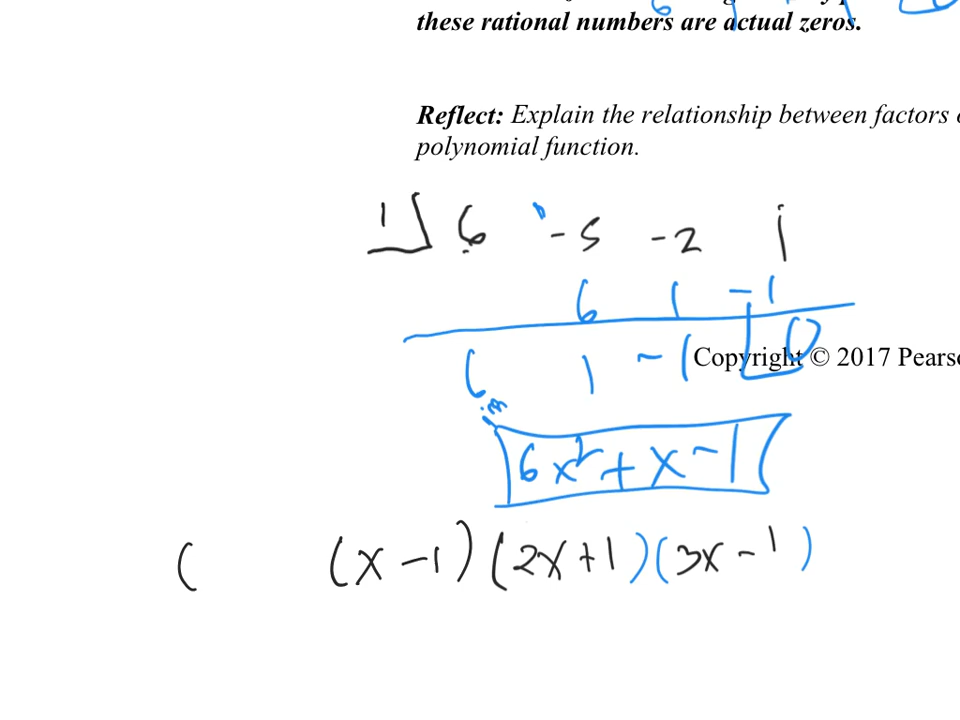 these rational numbers are actual zeros.
Reflect: Explain the relationship between factors
polynomial function.
1 6 -5 -2 1
6 1 -1
6 1 -1 0
Copyright © 2017 Pears
6x² + x - 1
( (x-1)(2x+1)(3x-1)